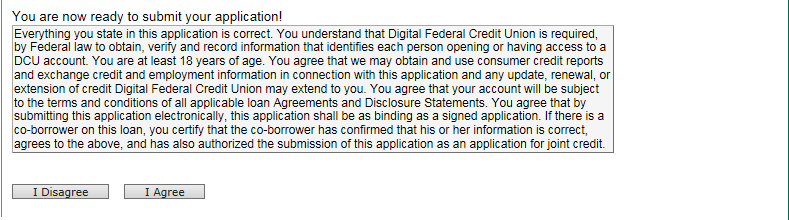 You are now ready to submit your application!
Everything you state in this application is correct. You understand that Digital Federal Credit Union is required,
by Federal law to obtain, verify and record information that identifies each person opening or having access to a
DCU account. You are at least 18 years of age. You agree that we may obtain and use consumer credit reports
and exchange credit and employment information in connection with this application and any update, renewal, or
extension of credit Digital Federal Credit Union may extend to you. You agree that your account will be subject
to the terms and conditions of all applicable loan Agreements and Disclosure Statements. You agree that by
submitting this application electronically, this application shall be as binding as a signed application. If there is a
co-borrower on this loan, you certify that the co-borrower has confirmed that his or her information is correct,
agrees to the above, and has also authorized the submission of this application as an application for joint credit.
I Disagree I Agree